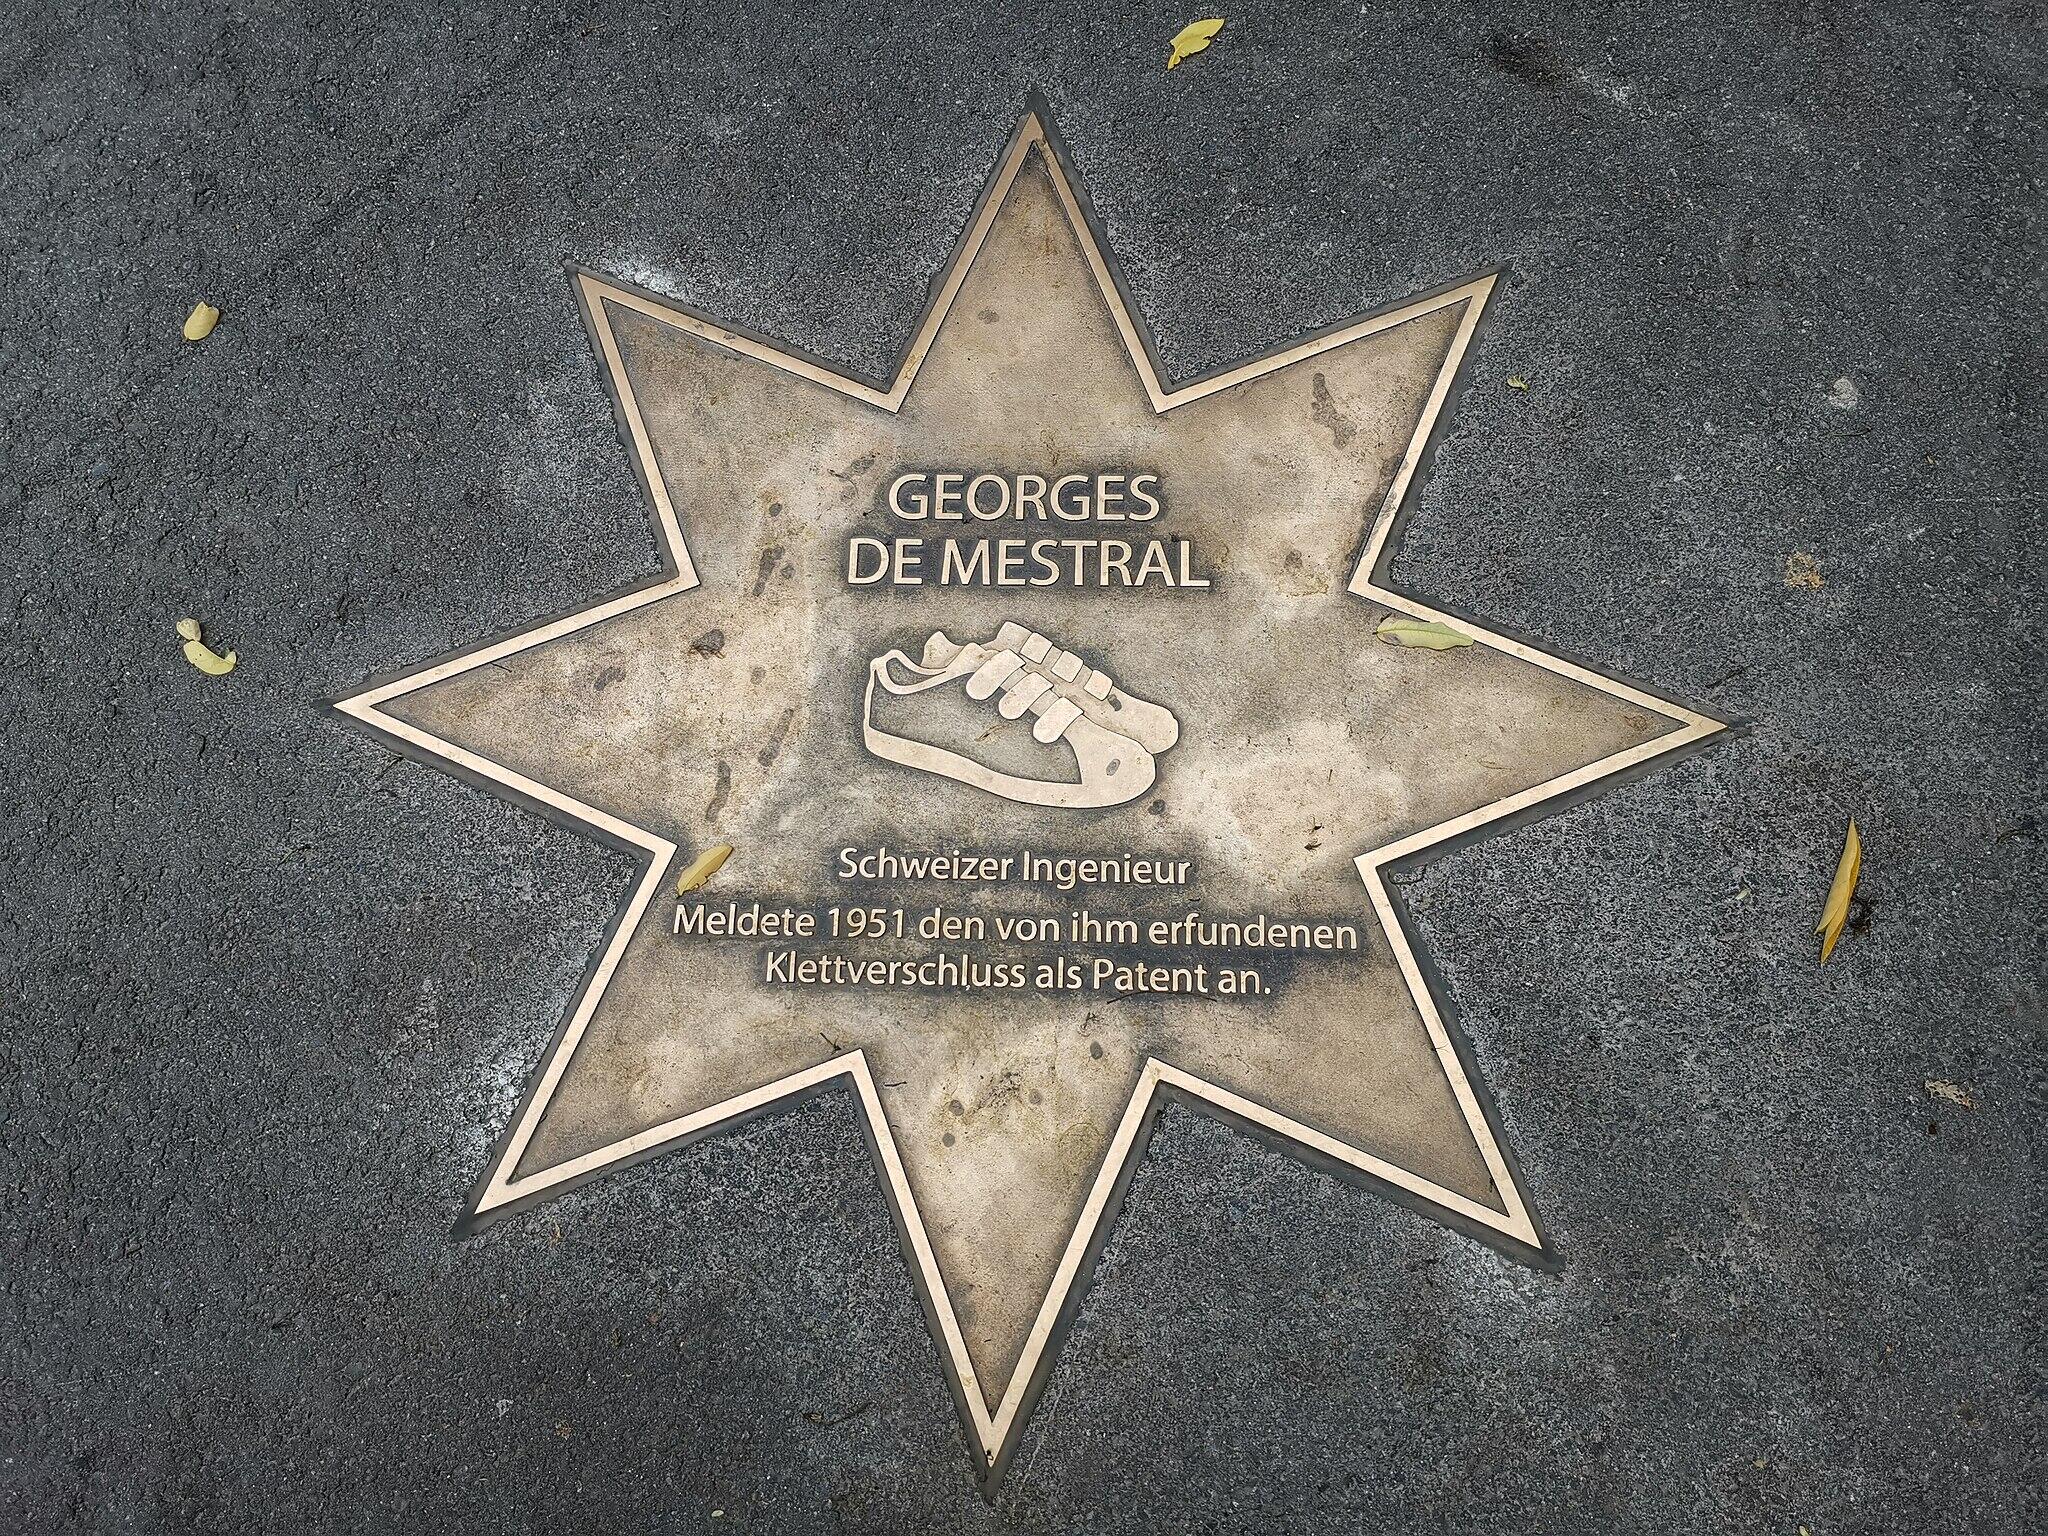 GEORGES
DE MESTRAL
Schweizer Ingenieur
Meldete 1951 den von ihm erfundenen
Klettverschluss als Patent an.